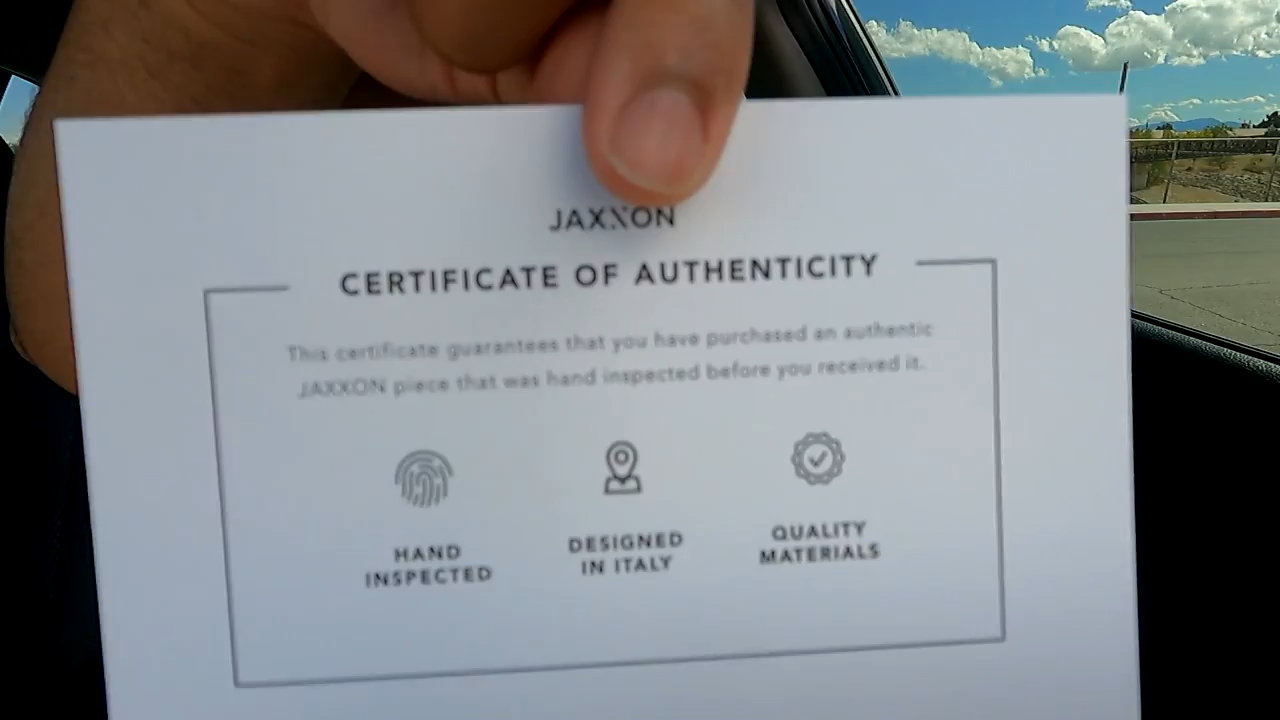 JAXXON
CERTIFICATE OF AUTHENTICITY
This certificate guarantees that you have purchased an authentic
JAXXON piece that was hand inspected before you received it.
HAND
INSPECTED
DESIGNED
IN ITALY
QUALITY
MATERIALS